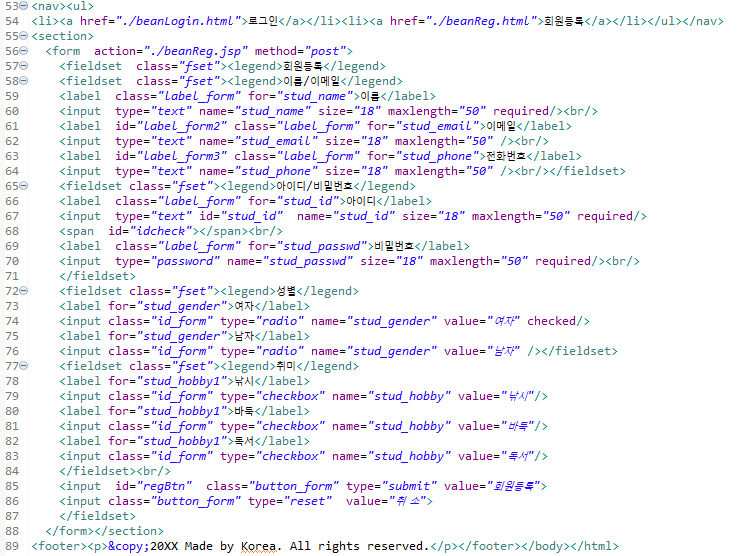 53 <nav><ul>
54 <li><a href="./beanLogin.html">로그인</a></li><li><a href="./beanReg.html">회원등록</a></li></ul></nav>
55 <section>
56 <form  action="./beanReg.jsp" method="post">
57 <fieldset  class="fset"><legend>회원등록</legend>
58 <fieldset  class="fset"><legend>이름/이메일</legend>
59 <label  class="label_form" for="stud_name">이름</label>
60 <input  type="text" name="stud_name" size="18" maxlength="50" required/><br/>
61 <label  id="label_form2" class="label_form" for="stud_email">이메일</label>
62 <input  type="text" name="stud_email" size="18" maxlength="50" /><br/>
63 <label  id="label_form3" class="label_form" for="stud_phone">전화번호</label>
64 <input  type="text" name="stud_phone" size="18" maxlength="50" /><br/></fieldset>
65 <fieldset class="fset"><legend>아이디/비밀번호</legend>
66 <label  class="label_form" for="stud_id">아이디</label>
67 <input  type="text" id="stud_id"  name="stud_id" size="18" maxlength="50" required/>
68 <span  id="idcheck"></span><br/>
69 <label  class="label_form" for="stud_passwd">비밀번호</label>
70 <input  type="password" name="stud_passwd" size="18" maxlength="50" required/><br/>
71 </fieldset>
72 <fieldset  class="fset"><legend>성별</legend>
73 <label for="stud_gender">여자</label>
74 <input class="id_form" type="radio" name="stud_gender" value="여자" checked/>
75 <label for="stud_gender">남자</label>
76 <input class="id_form" type="radio" name="stud_gender" value="남자" /></fieldset>
77 <fieldset class="fset"><legend>취미</legend>
78 <label for="stud_hobby1">낚시</label>
79 <input class="id_form" type="checkbox" name="stud_hobby" value="낚시"/>
80 <label for="stud_hobby1">바둑</label>
81 <input class="id_form" type="checkbox" name="stud_hobby" value="바둑"/>
82 <label for="stud_hobby1">독서</label>
83 <input class="id_form" type="checkbox" name="stud_hobby" value="독서"/>
84 </fieldset><br/>
85 <input  id="regBtn"  class="button_form" type="submit" value="회원등록">
86 <input class="button_form" type="reset"  value="취 소">
87 </fieldset>
88 </form></section>
89 <footer><p>&copy;20XX Made by Korea. All rights reserved.</p></footer></body></html>